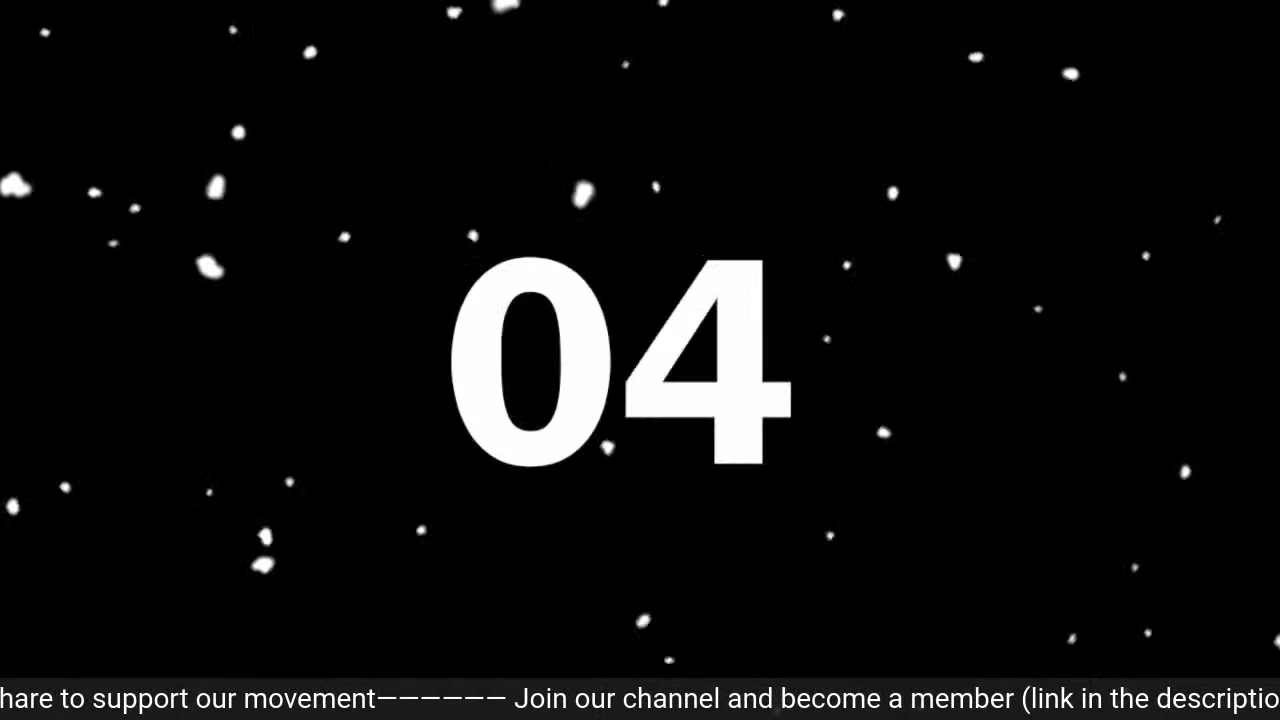 04
hare to support our movement—————— Join our channel and become a member (link in the descriptio